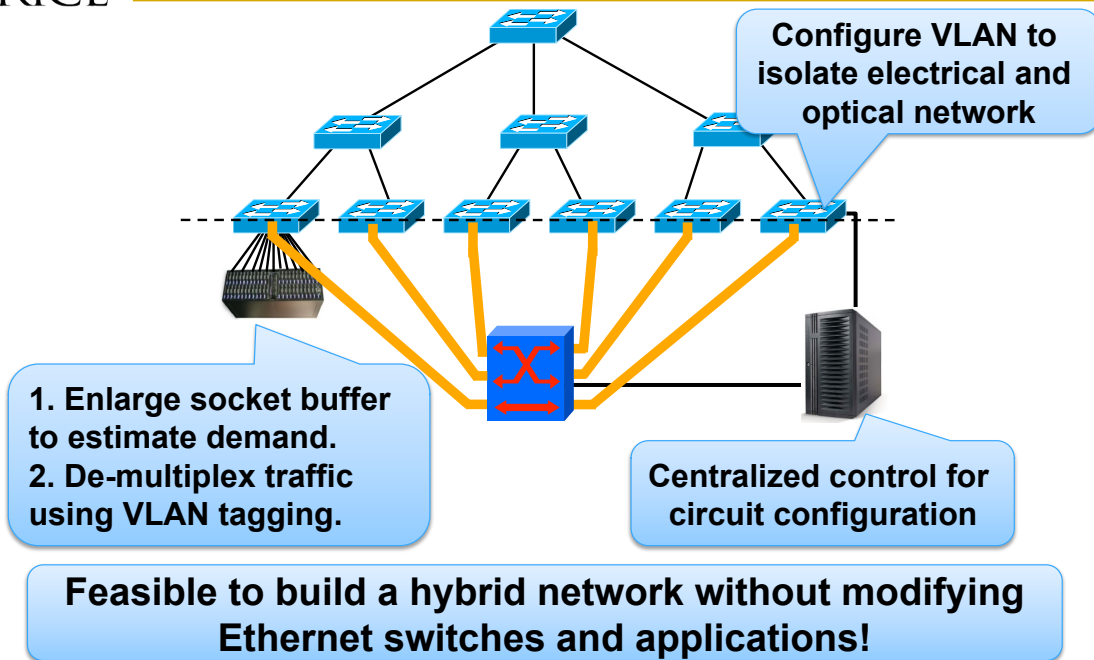 Configure VLAN to
isolate electrical and
optical network
1. Enlarge socket buffer
to estimate demand.
2. De-multiplex traffic
using VLAN tagging.
Centralized control for
circuit configuration
Feasible to build a hybrid network without modifying
Ethernet switches and applications!